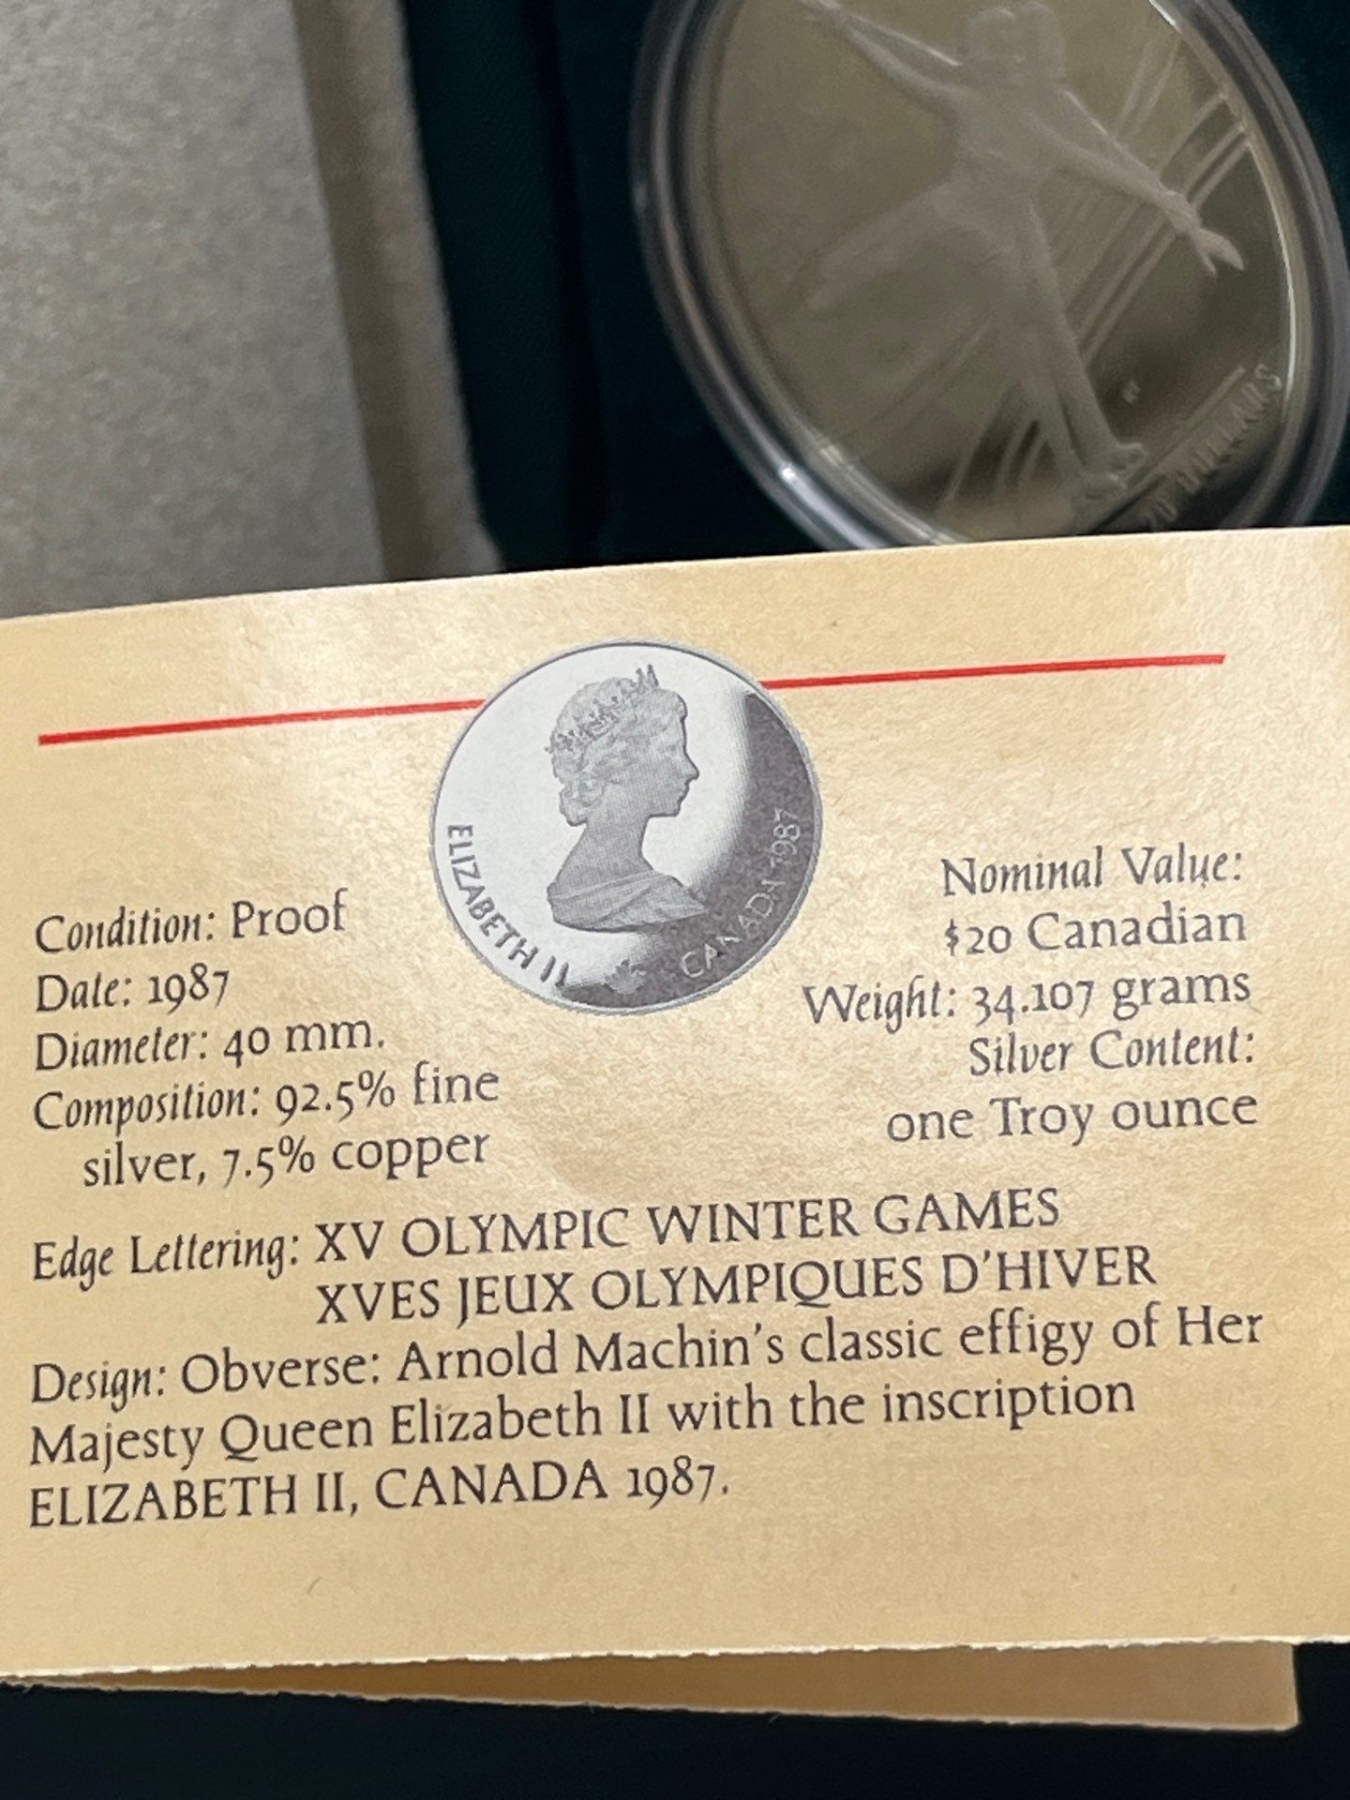 20 DOLLARS
ELIZABETH II
CANADA 1987
Condition: Proof
Date: 1987
Diameter: 40 mm.
Composition: 92.5% fine
silver, 7.5% copper
Nominal Value:
$20 Canadian
Weight: 34.107 grams
Silver Content:
one Troy ounce
Edge Lettering: XV OLYMPIC WINTER GAMES
XVES JEUX OLYMPIQUES D'HIVER
Design: Obverse: Arnold Machin's classic effigy of Her
Majesty Queen Elizabeth II with the inscription
ELIZABETH II, CANADA 1987.